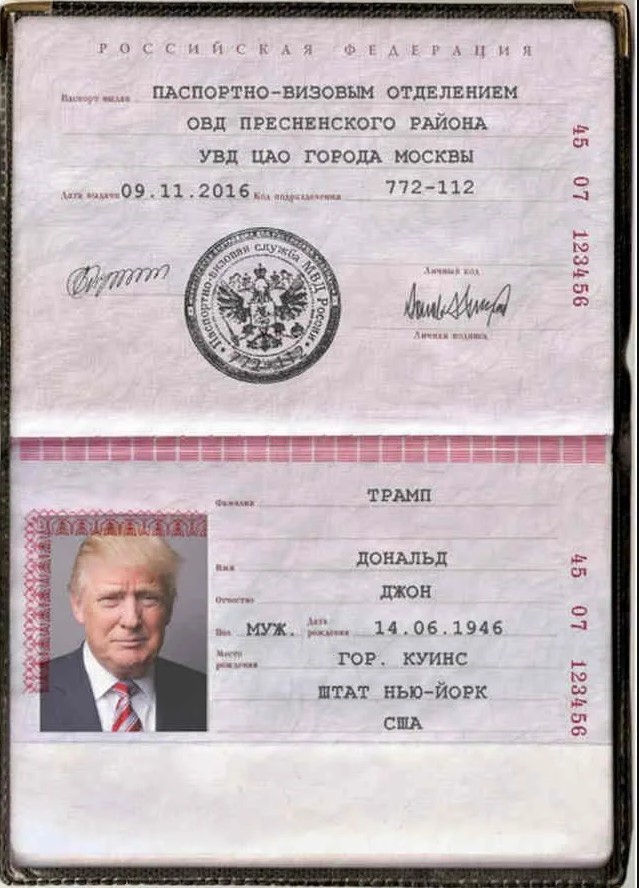 РОССИЙСКАЯ ФЕДЕРАЦИЯ
Паспорт выдан ПАСПОРТНО-ВИЗОВЫМ ОТДЕЛЕНИЕМ
ОВД ПРЕСНЕНСКОГО РАЙОНА
УВД ЦАО ГОРОДА МОСКВЫ
Дата выдачи 09.11.2016 Код подразделения 772-112
45 07 123456
Паспортно-визовая служба МВД России
Личный код
Личная подпись
Фамилия ТРАМП
Имя ДОНАЛЬД
Отчество ДЖОН
Пол МУЖ. Дата рождения 14.06.1946
Место рождения ГОР. КУИНС
ШТАТ НЬЮ-ЙОРК
США
45 07 123456